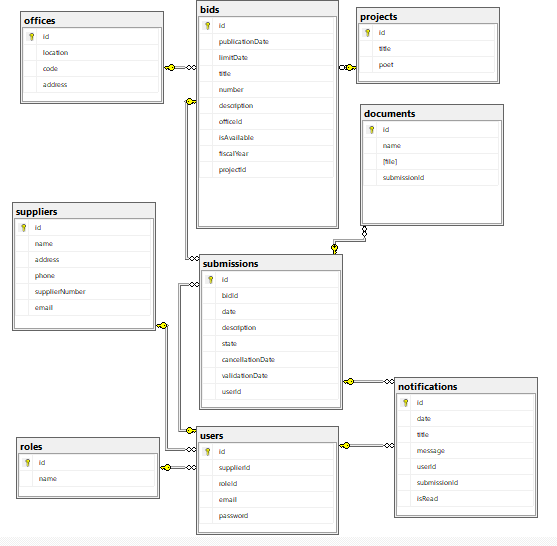 offices
id
location
code
address
bids
id
publicationDate
limitDate
title
number
description
officeId
isAvailable
fiscalYear
projectId
projects
id
title
poet
documents
id
name
[file]
submissionId
suppliers
id
name
address
phone
supplierNumber
email
submissions
id
bidId
date
description
state
cancellationDate
validationDate
userId
notifications
id
date
title
message
userId
submissionId
isRead
roles
id
name
users
id
supplierId
roleId
email
password